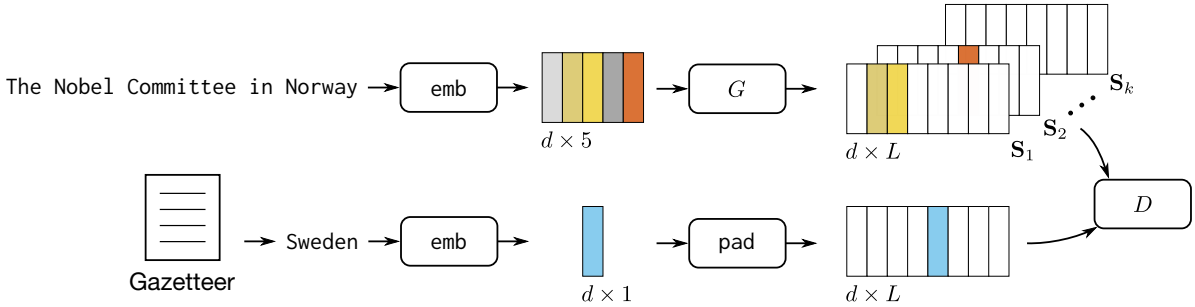 The Nobel Committee in Norway
emb
d × 5
G
d × L
S₁
S₂
Sₖ
D
Gazetteer
Sweden
emb
d × 1
pad
d × L